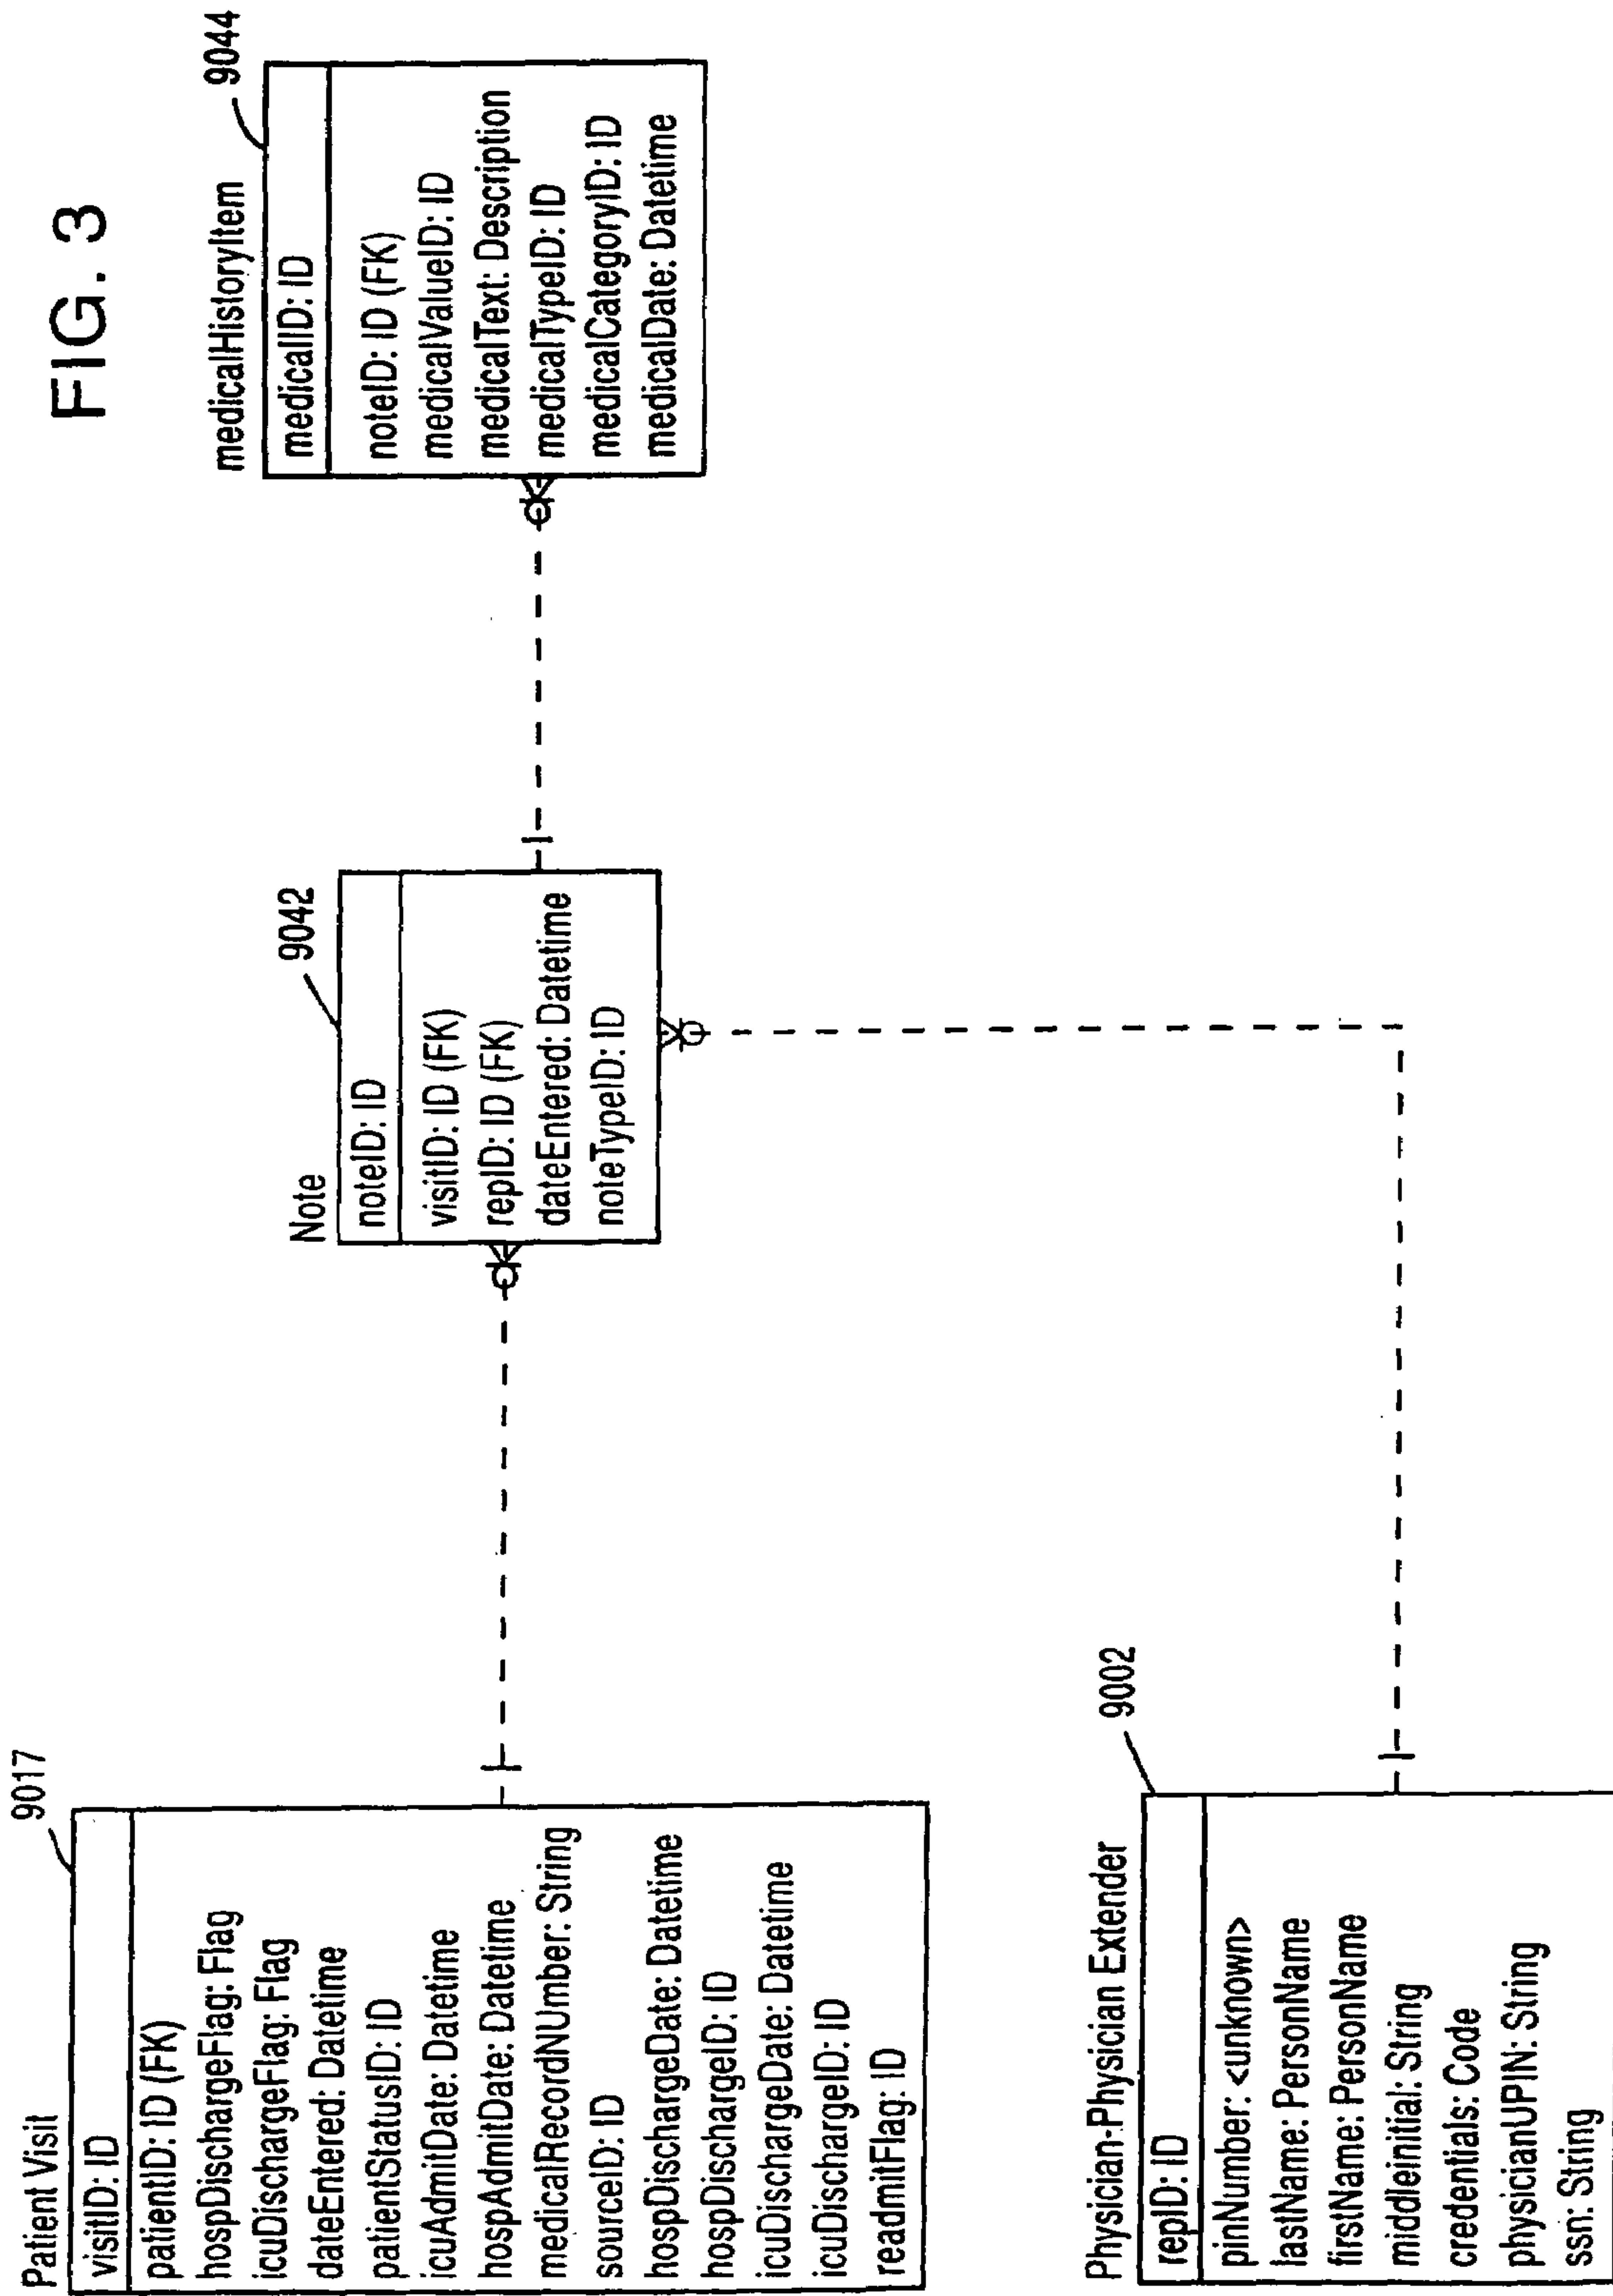 FIG. 3
9017
Patient Visit
visitID: ID
patientID: ID (FK)
hospDischargeFlag: Flag
icuDischargeFlag: Flag
dateEntered: Datetime
patientStatusID: ID
icuAdmitDate: Datetime
hospAdmitDate: Datetime
medicalRecordNUmber: String
sourceID: ID
hospDischargeDate: Datetime
hospDischargeID: ID
icuDischargeDate: Datetime
icuDischargeID: ID
readmitFlag: ID
Note
9042
noteID: ID
visitID: ID (FK)
repID: ID (FK)
dateEntered: Datetime
noteTypeID: ID
medicalHistoryItem
9044
medicalID: ID
noteID: ID (FK)
medicalValueID: ID
medicalText: Description
medicalTypeID: ID
medicalCategoryID: ID
medicalDate: Datetime
Physician-Physician Extender
9002
repID: ID
pinNumber: <unknown>
lastName: PersonName
firstName: PersonName
middleinitial: String
credentials: Code
physicianUPIN: String
ssn: String